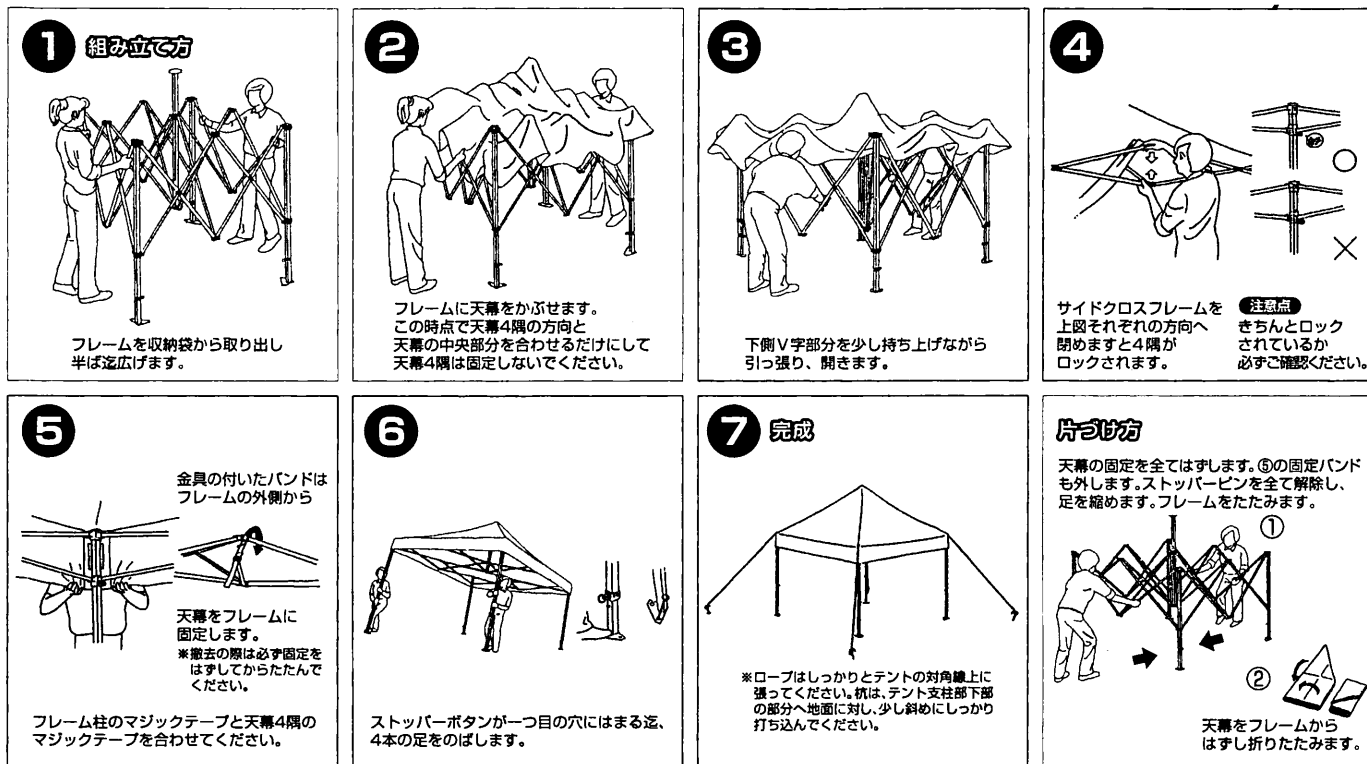 1 組み立て方
フレームを収納袋から取り出し
半ば迄広げます。
2
フレームに天幕をかぶせます。
この時点で天幕4隅の方向と
天幕の中央部分を合わせるだけにして
天幕4隅は固定しないでください。
3
下側V字部分を少し持ち上げながら
引っ張り、開きます。
4
○
×
サイドクロスフレームを
上図それぞれの方向へ
閉めますと4隅が
ロックされます。
注意点
きちんとロック
されているか
必ずご確認ください。
5
金具の付いたバンドは
フレームの外側から
天幕をフレームに
固定します。
※撤去の際は必ず固定を
はずしてからたたんで
ください。
フレーム柱のマジックテープと天幕4隅の
マジックテープを合わせてください。
6
ストッパーボタンが一つ目の穴にはまる迄、
4本の足をのばします。
7 完成
※ロープはしっかりとテントの対角線上に
張ってください。杭は、テント支柱部下部
の部分へ地面に対し、少し斜めにしっかり
打ち込んでください。
片づけ方
天幕の固定を全てはずします。⑤の固定バンド
も外します。ストッパーピンを全て解除し、
足を縮めます。フレームをたたみます。
①
②
天幕をフレームから
はずし折りたたみます。